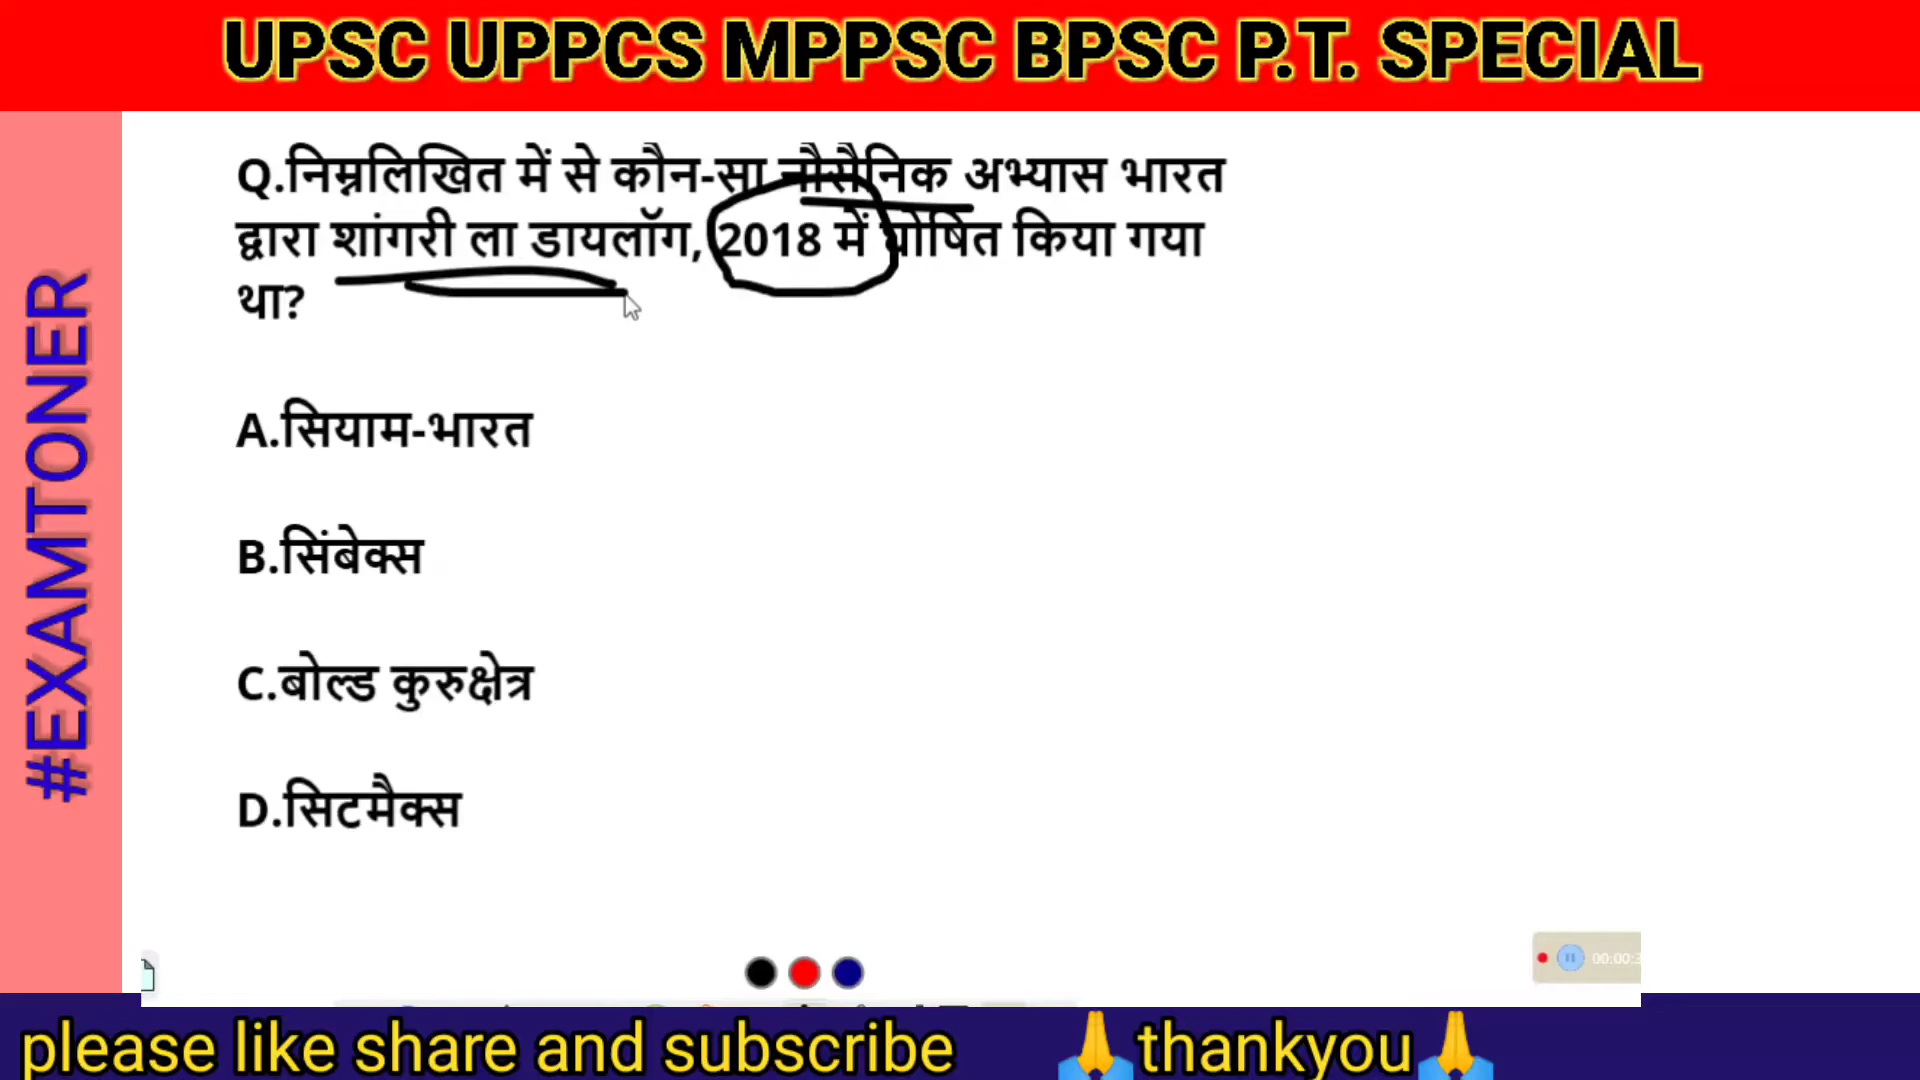 UPSC UPPCS MPPSC BPSC P.T. SPECIAL
#EXAMTONER
Q.निम्नलिखित में से कौन-सा नौसैनिक अभ्यास भारत
द्वारा शांगरी ला डायलॉग, 2018 में घोषित किया गया
था?
A.सियाम-भारत
B.सिंबेक्स
C.बोल्ड कुरुक्षेत्र
D.सिटमैक्स
please like share and subscribe 🙏thankyou🙏